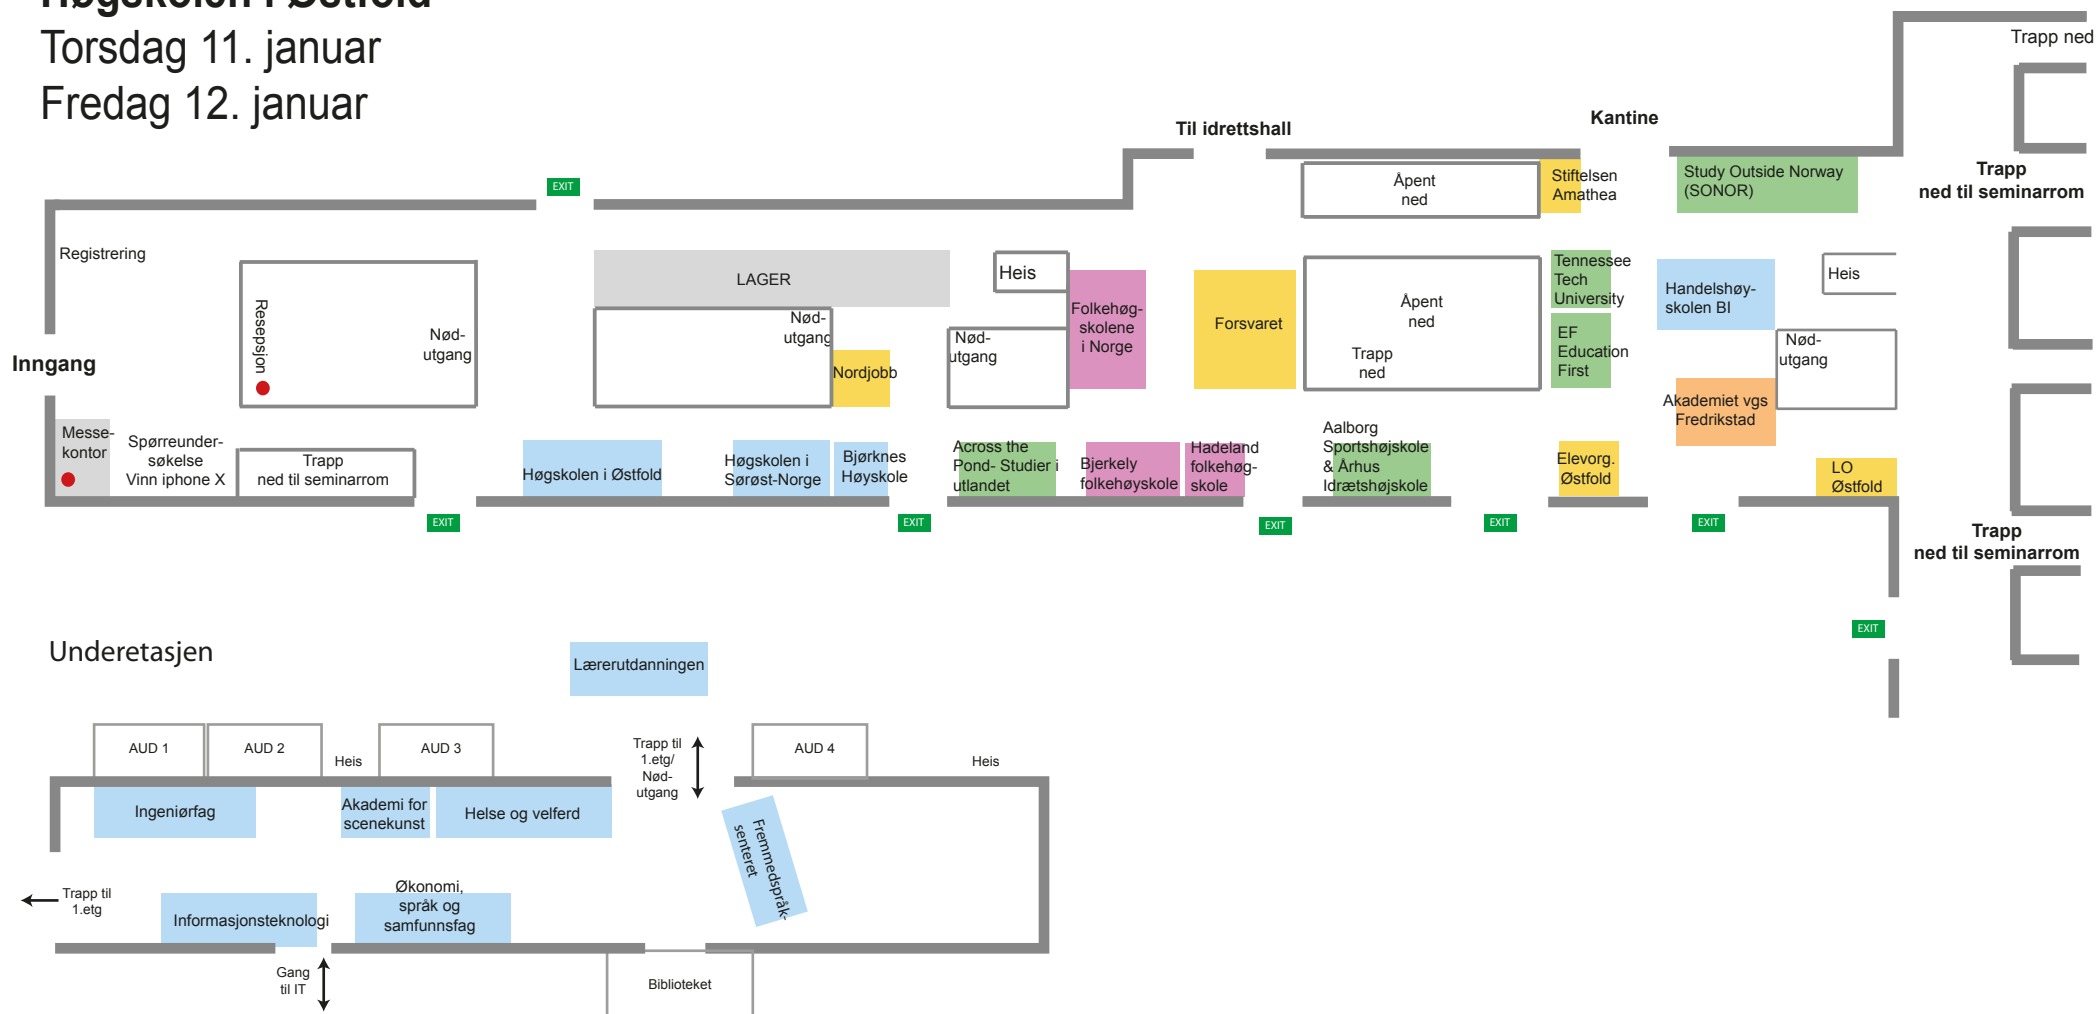 Høgskolen i Østfold
Torsdag 11. januar
Fredag 12. januar
Trapp ned
Til idrettshall
Kantine
Trapp
ned til seminarrom
EXIT
Åpent
ned
Stiftelsen
Amathea
Study Outside Norway
(SONOR)
Registrering
LAGER
Heis
Tennessee
Tech
University
Handelshøy-
skolen BI
Heis
Resepsjon
Nød-
utgang
Nød-
utgang
Nød-
utgang
Folkehøg-
skolene
i Norge
Forsvaret
Åpent
ned
Trapp
ned
EF
Education
First
Nød-
utgang
Inngang
Nordjobb
Akademiet vgs
Fredrikstad
Messe-
kontor
Spørreunder-
søkelse
Vinn iphone X
Trapp
ned til seminarrom
Høgskolen i Østfold
Høgskolen i
Sørøst-Norge
Bjørknes
Høyskole
Across the
Pond- Studier i
utlandet
Bjerkely
folkehøyskole
Hadeland
folkehøg-
skole
Aalborg
Sportshøjskole
& Århus
Idrætshøjskole
Elevorg.
Østfold
LO
Østfold
EXIT
EXIT
EXIT
EXIT
EXIT
Trapp
ned til seminarrom
EXIT
Underetasjen
Lærerutdanningen
AUD 1
AUD 2
Heis
AUD 3
Trapp til
1.etg/
Nød-
utgang
AUD 4
Heis
Ingeniørfag
Akademi for
scenekunst
Helse og velferd
Fremmedspråk-
senteret
Trapp til
1.etg
Informasjonsteknologi
Økonomi,
språk og
samfunnsfag
Gang
til IT
Biblioteket